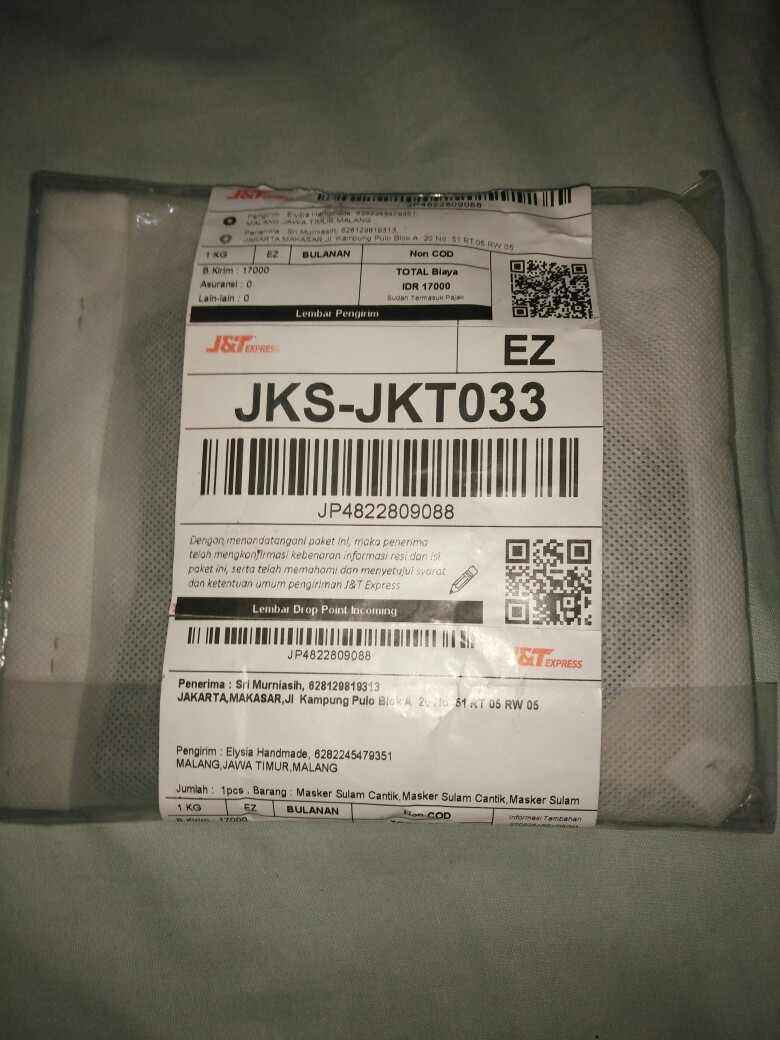 J&T EXPRESS
JP4822809088
Pengirim : Elysia Handmade, 6282245479351
MALANG,JAWA TIMUR,MALANG
Penerima : Sri Murniasih, 628129819313
JAKARTA,MAKASAR,Jl Kampung Pulo Blok A 20 No 51 RT 05 RW 05
1 KG EZ BULANAN Non COD
B.Kirim : 17000
Asuransi : 0
Lain-lain : 0
TOTAL Biaya
IDR 17000
Sudah Termasuk Pajak
Lembar Pengirim
J&T EXPRESS
EZ
JKS-JKT033
JP4822809088
Dengan menandatangani paket ini, maka penerima
telah mengkonfirmasi kebenaran informasi resi dan isi
paket ini, serta telah memahami dan menyetujui syarat
dan ketentuan umum pengiriman J&T Express
Lembar Drop Point Incoming
JP4822809088
J&T EXPRESS
Penerima : Sri Murniasih, 628129819313
JAKARTA,MAKASAR,Jl Kampung Pulo Blok A 20 No 51 RT 05 RW 05
Pengirim : Elysia Handmade, 6282245479351
MALANG,JAWA TIMUR,MALANG
Jumlah : 1pcs , Barang : Masker Sulam Cantik,Masker Sulam Cantik,Masker Sulam
1 KG EZ BULANAN Non COD Informasi Tambahan
B.Kirim : 17000